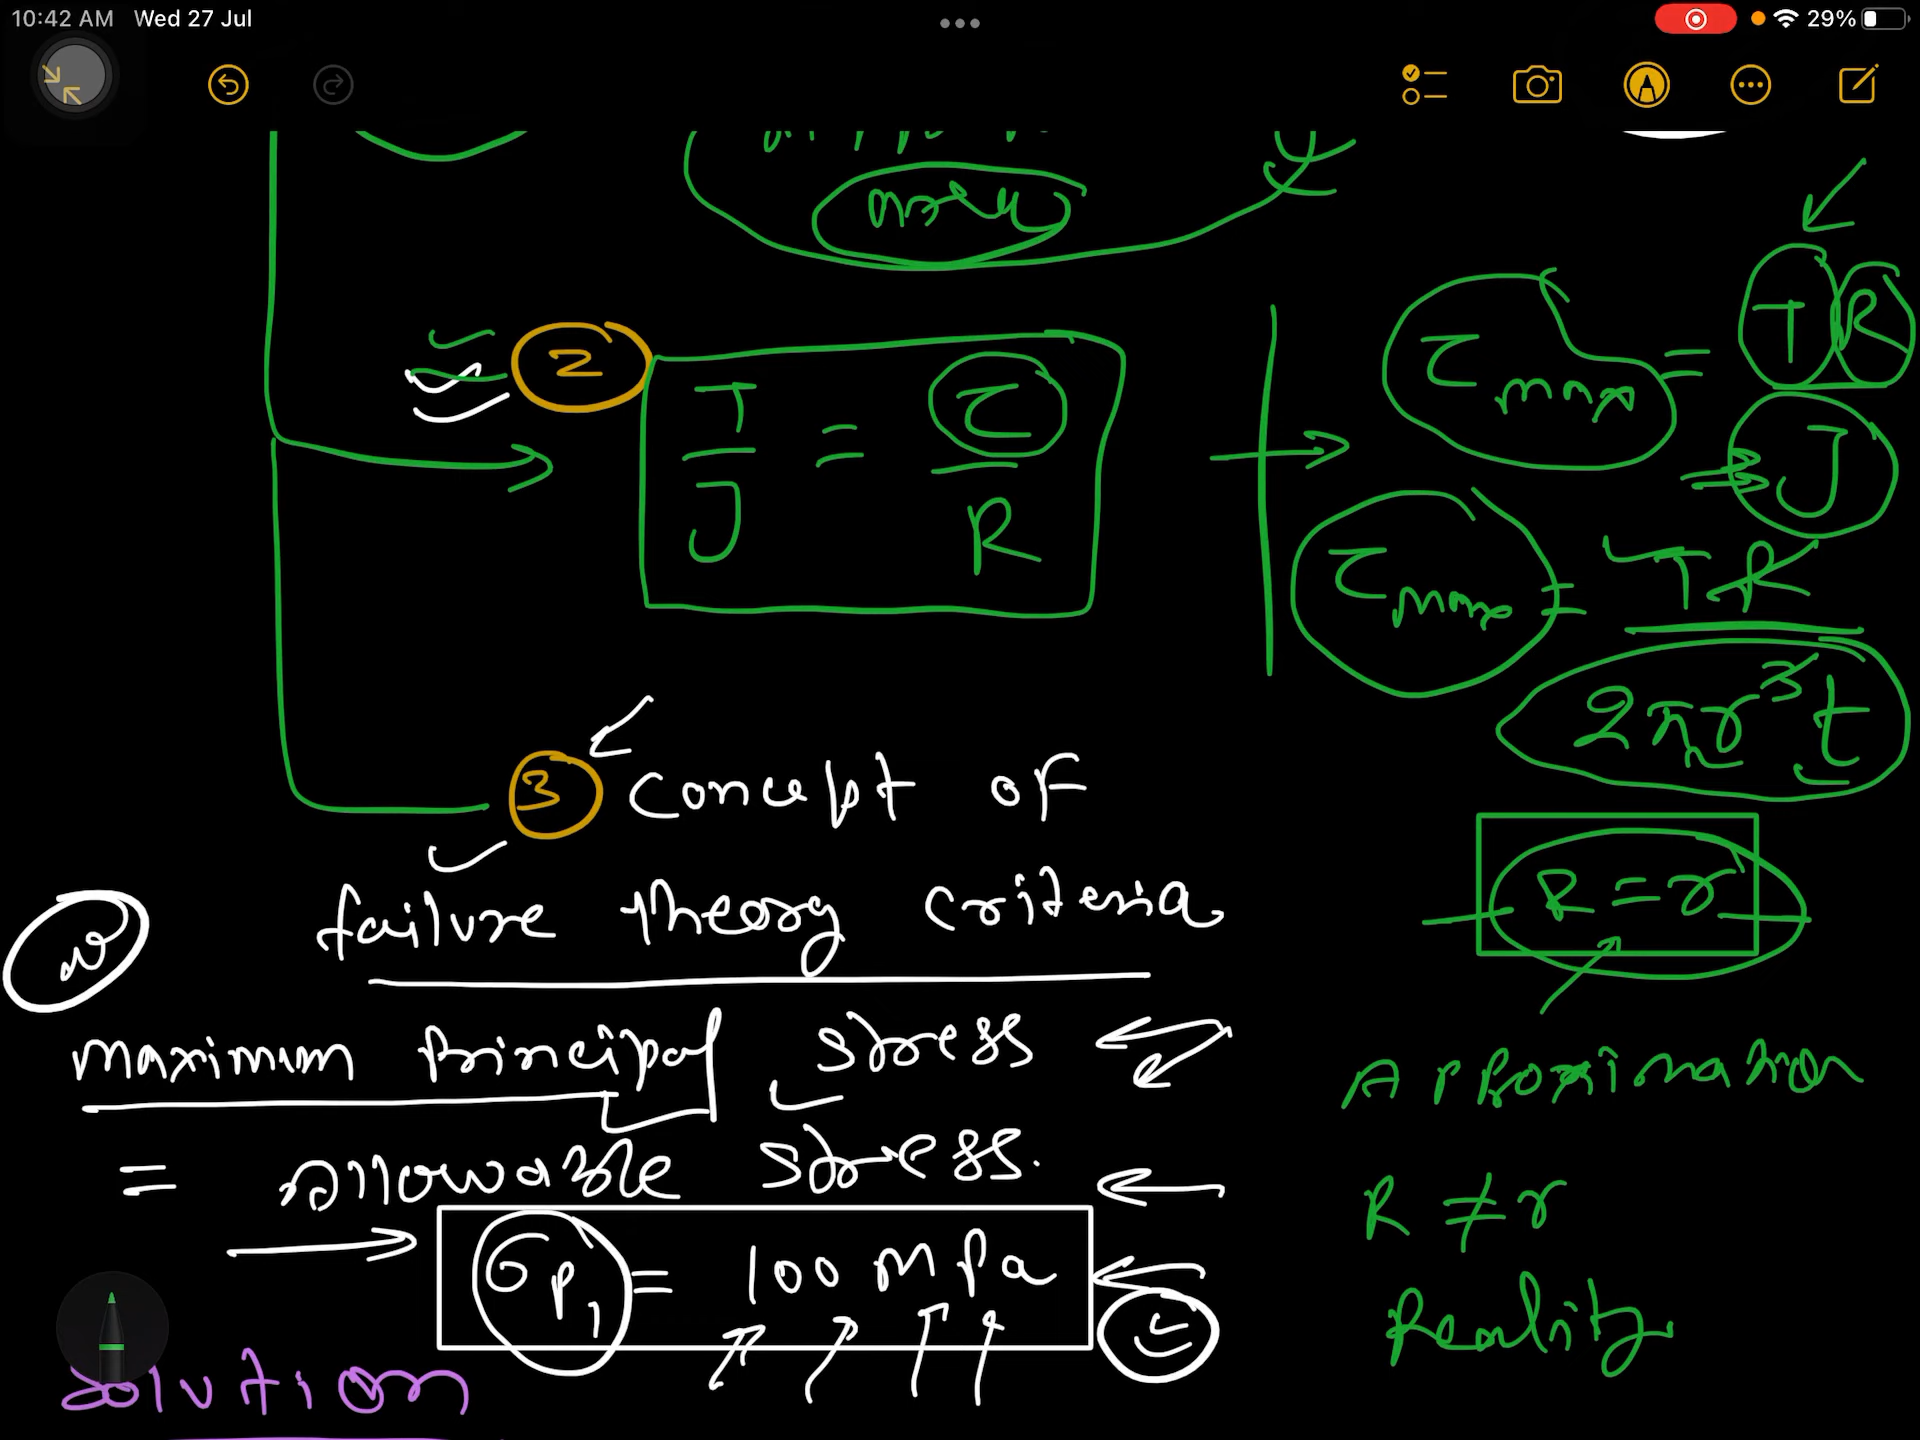 10:42 AM Wed 27 Jul
29%
area
2
T/J = τ/R
τmax = TR/J
τmax = TR/2πr³t
R = r
Approximation
R ≠ r
Reality
3 Concept of
failure theory criteria
maximum principal stress
= allowable stress.
σP1 = 100 MPa
solution